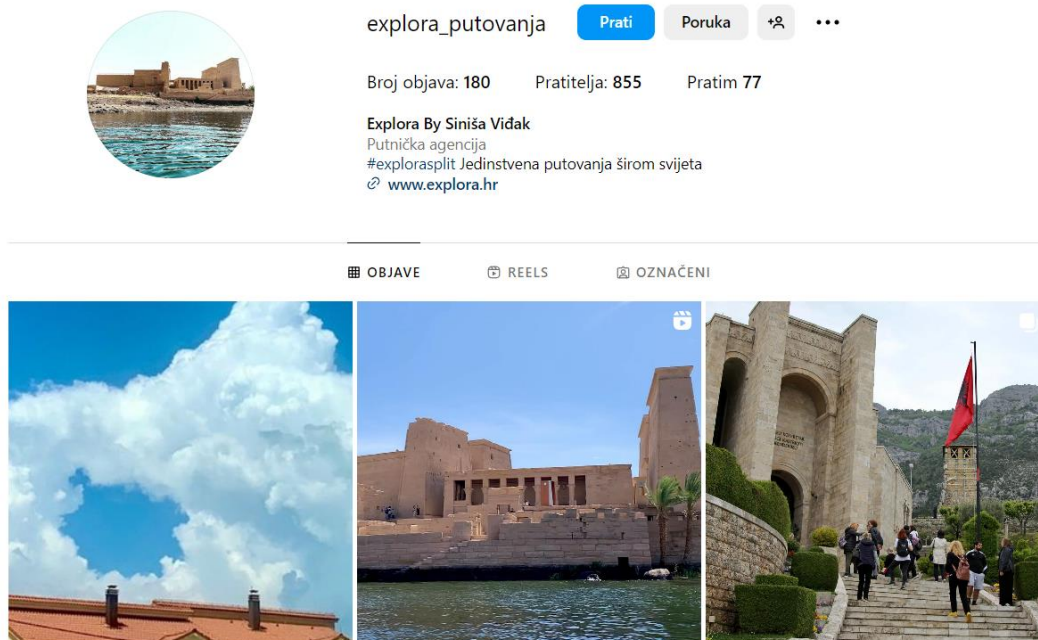 explora_putovanja Prati Poruka
Broj objava: 180 Pratitelja: 855 Pratim 77
Explora By Siniša Viđak
Putnička agencija
#explorasplit Jedinstvena putovanja širom svijeta
www.explora.hr
OBJAVE REELS OZNAČENI